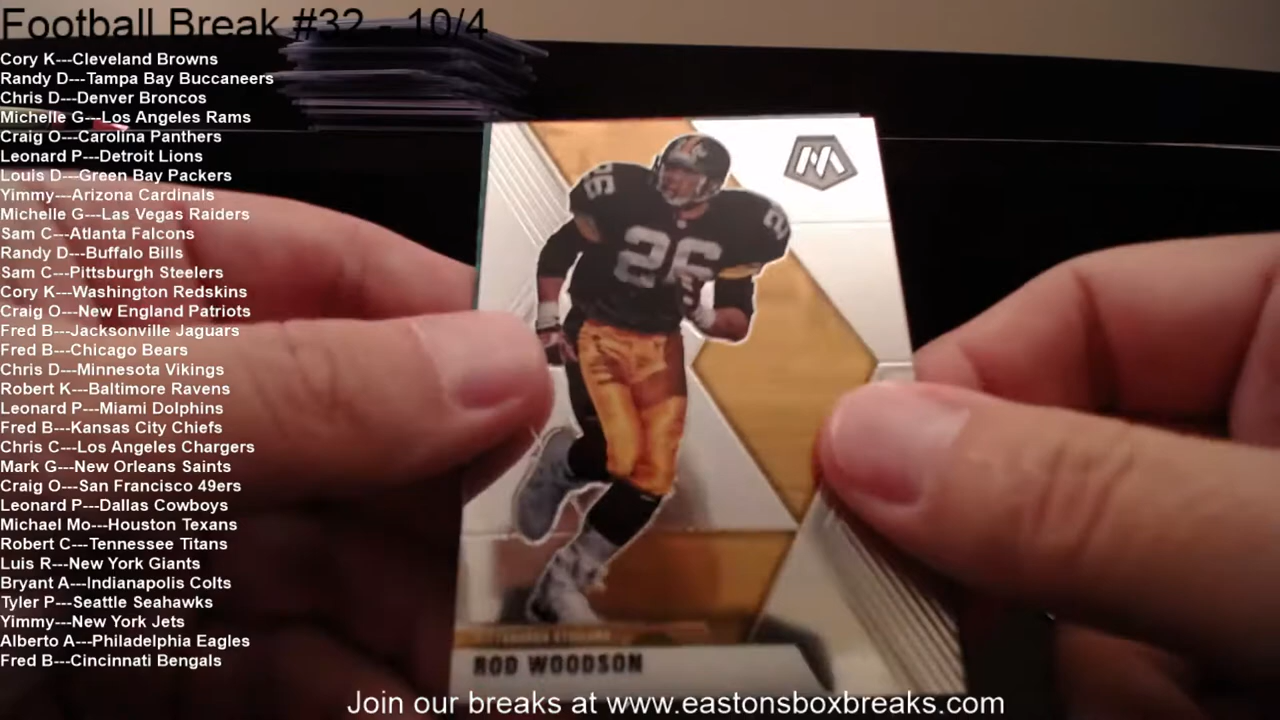 Football Break #32 - 10/4
Cory K---Cleveland Browns
Randy D---Tampa Bay Buccaneers
Chris D---Denver Broncos
Michelle G---Los Angeles Rams
Craig O---Carolina Panthers
Leonard P---Detroit Lions
Louis D---Green Bay Packers
Yimmy---Arizona Cardinals
Michelle G---Las Vegas Raiders
Sam C---Atlanta Falcons
Randy D---Buffalo Bills
Sam C---Pittsburgh Steelers
Cory K---Washington Redskins
Craig O---New England Patriots
Fred B---Jacksonville Jaguars
Fred B---Chicago Bears
Chris D---Minnesota Vikings
Robert K---Baltimore Ravens
Leonard P---Miami Dolphins
Fred B---Kansas City Chiefs
Chris C---Los Angeles Chargers
Mark G---New Orleans Saints
Craig O---San Francisco 49ers
Leonard P---Dallas Cowboys
Michael Mo---Houston Texans
Robert C---Tennessee Titans
Luis R---New York Giants
Bryant A---Indianapolis Colts
Tyler P---Seattle Seahawks
Yimmy---New York Jets
Alberto A---Philadelphia Eagles
Fred B---Cincinnati Bengals
M
26
26
2
PITTSBURGH STEELERS
ROD WOODSON
Join our breaks at www.eastonsboxbreaks.com